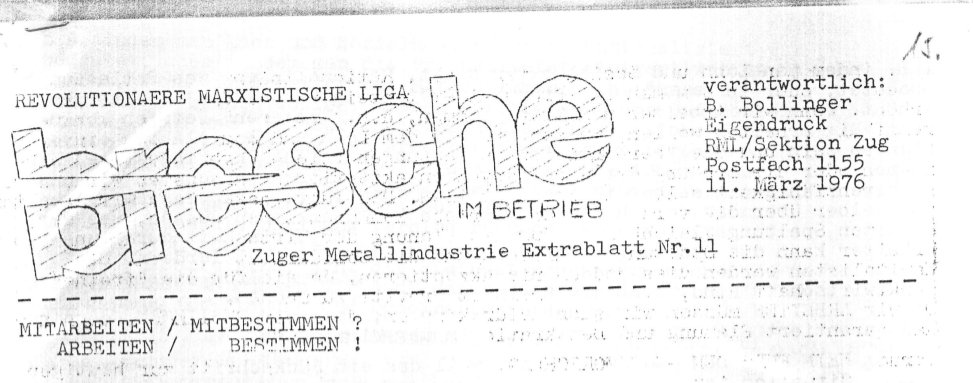 15.
REVOLUTIONAERE MARXISTISCHE LIGA
bresche
IM BETRIEB
verantwortlich:
B. Bollinger
Eigendruck
RML/Sektion Zug
Postfach 1155
11. März 1976
Zuger Metallindustrie Extrablatt Nr.11
MITARBEITEN / MITBESTIMMEN ?
ARBEITEN / BESTIMMEN !